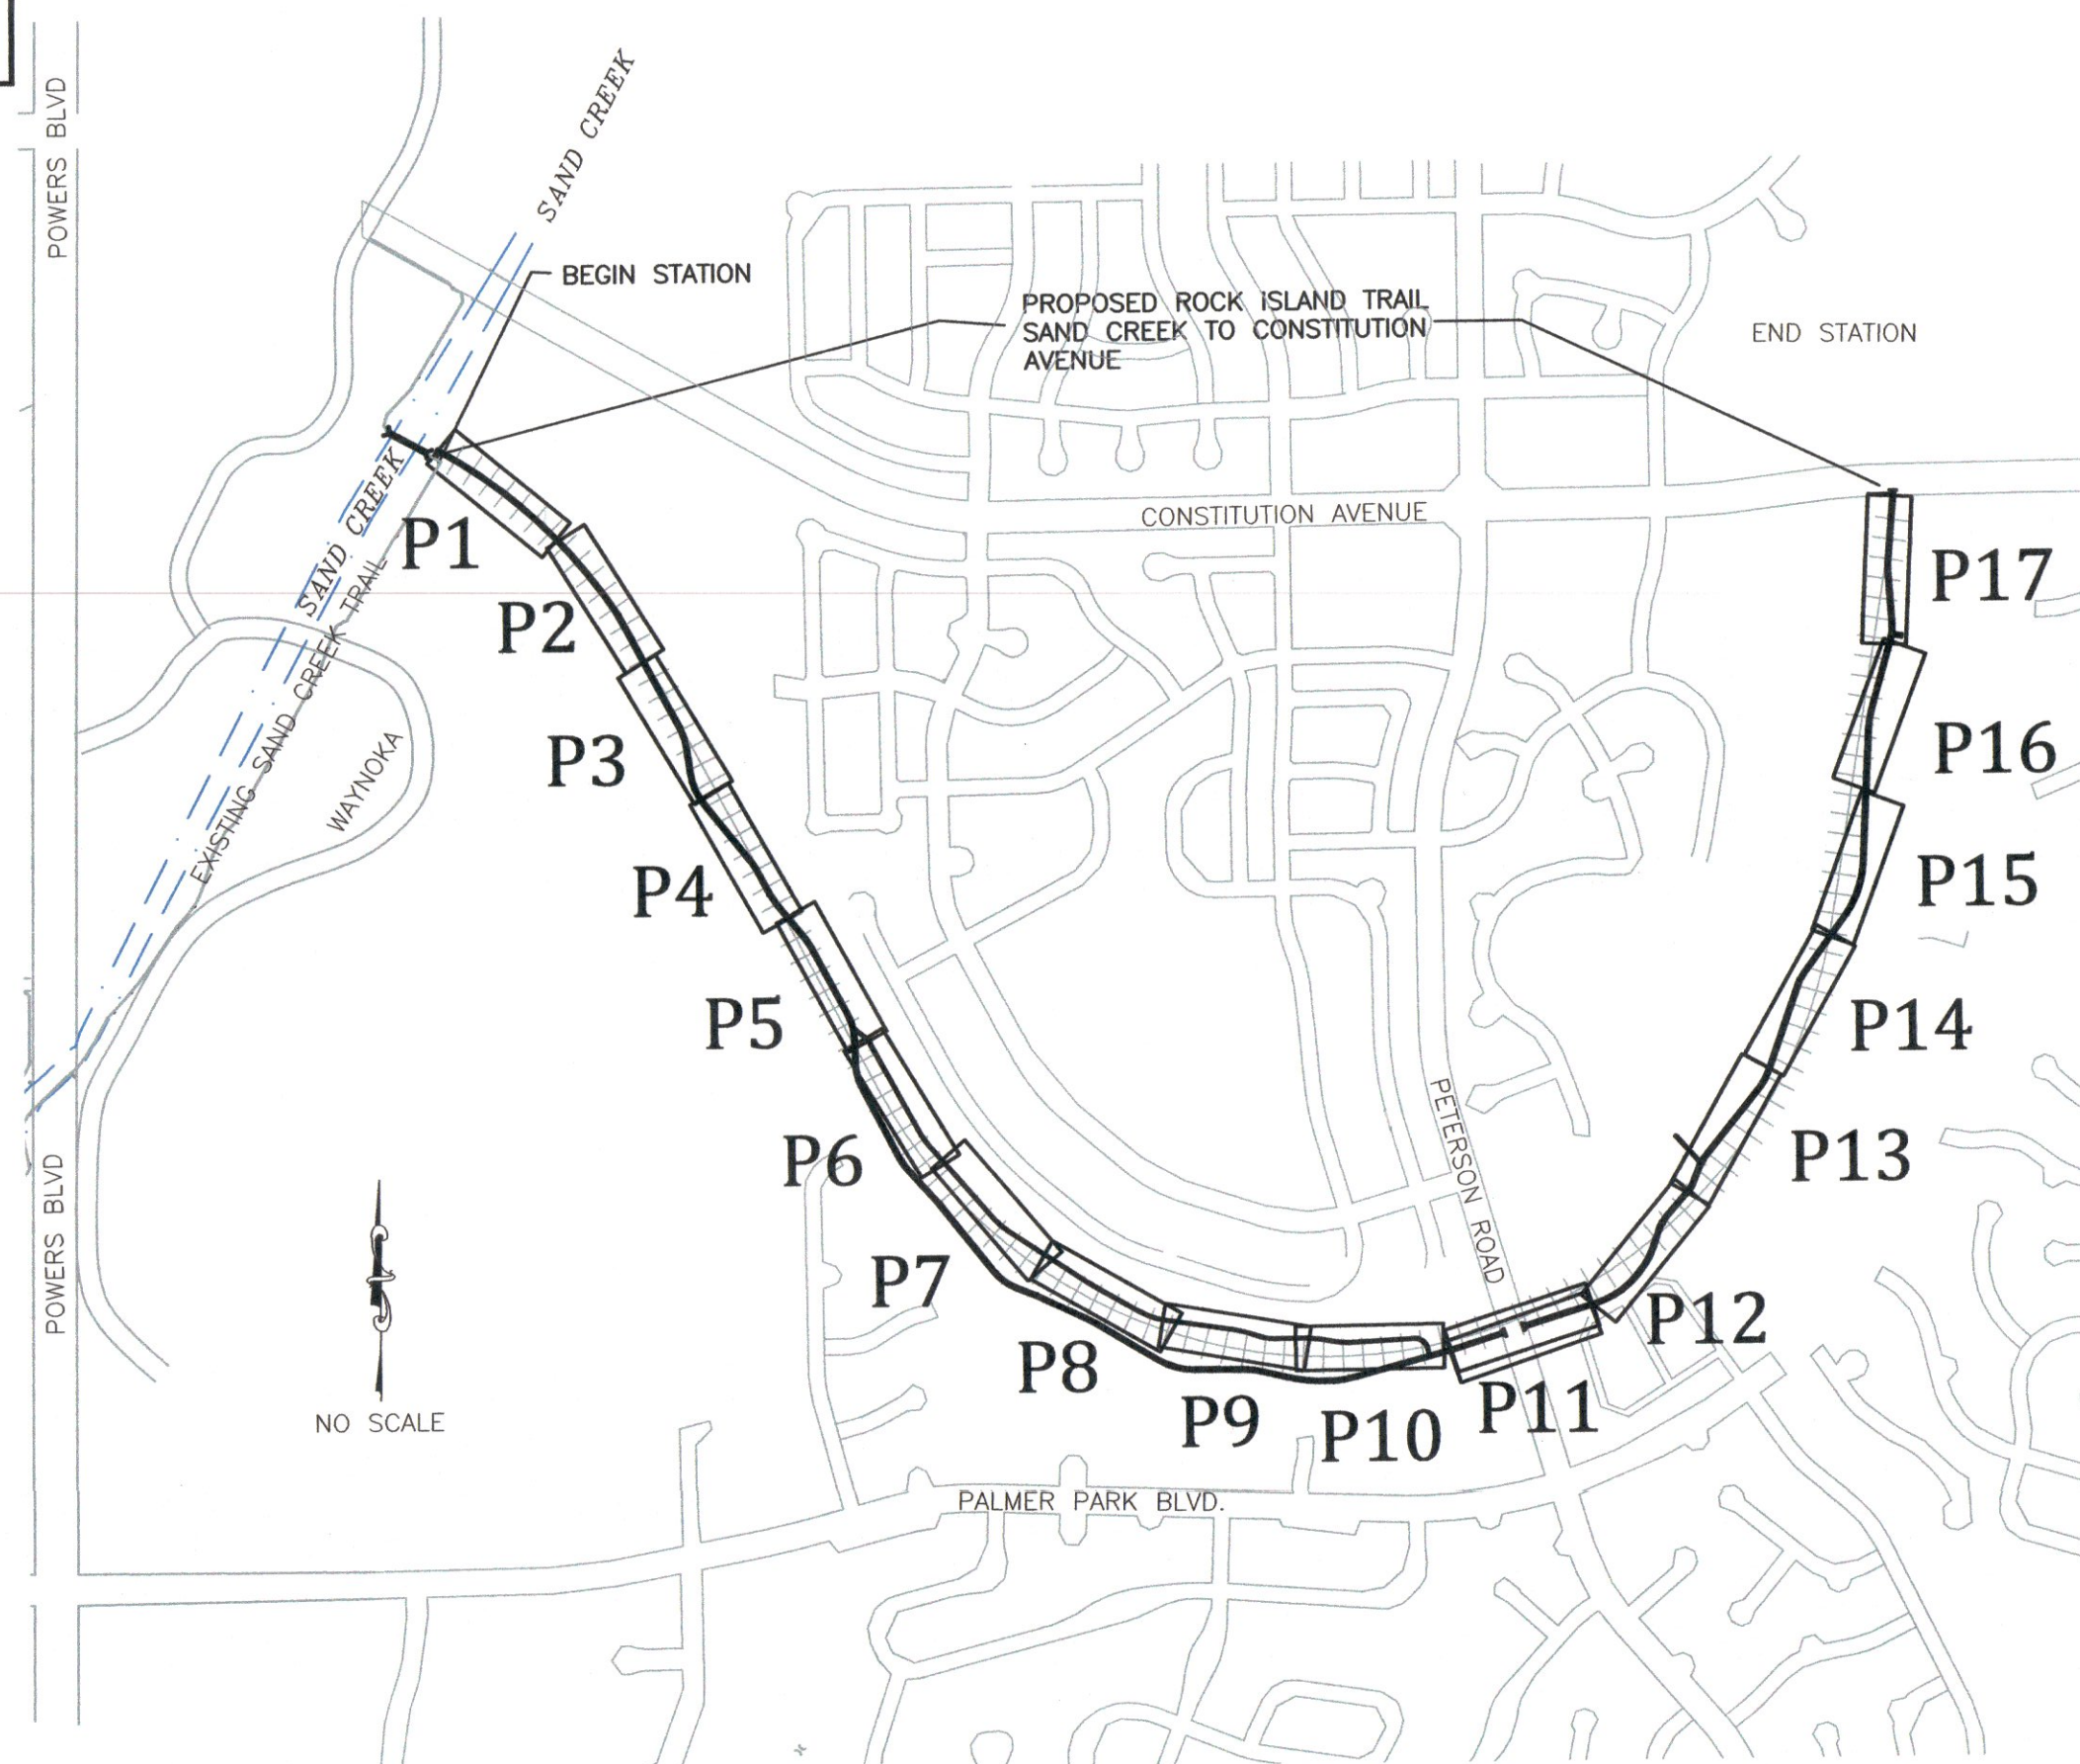 POWERS BLVD
SAND CREEK
BEGIN STATION
PROPOSED ROCK ISLAND TRAIL
SAND CREEK TO CONSTITUTION
AVENUE
END STATION
SAND CREEK
CONSTITUTION AVENUE
P1
P17
P2
EXISTING SAND CREEK TRAIL
WAYNOKA
P3
P16
P4
P15
P5
P14
PETERSON ROAD
P6
P13
POWERS BLVD
P7
P12
P8
P9
P10
P11
NO SCALE
PALMER PARK BLVD.